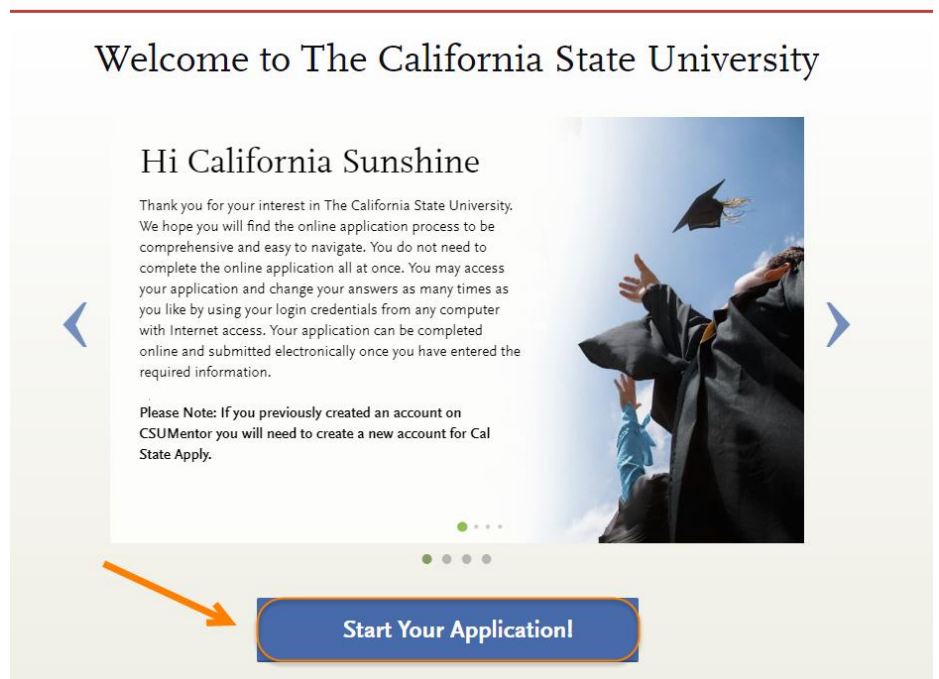 Welcome to The California State University
Hi California Sunshine
Thank you for your interest in The California State University.
We hope you will find the online application process to be
comprehensive and easy to navigate. You do not need to
complete the online application all at once. You may access
your application and change your answers as many times as
you like by using your login credentials from any computer
with Internet access. Your application can be completed
online and submitted electronically once you have entered the
required information.
Please Note: If you previously created an account on
CSUMentor you will need to create a new account for Cal
State Apply.
Start Your Application!